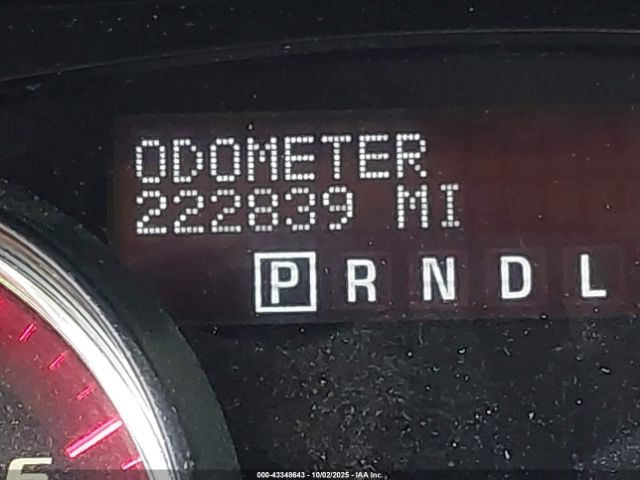 ODOMETER
222839 MI
P R N D L
000-43348643 - 10/02/2025 - IAA Inc.